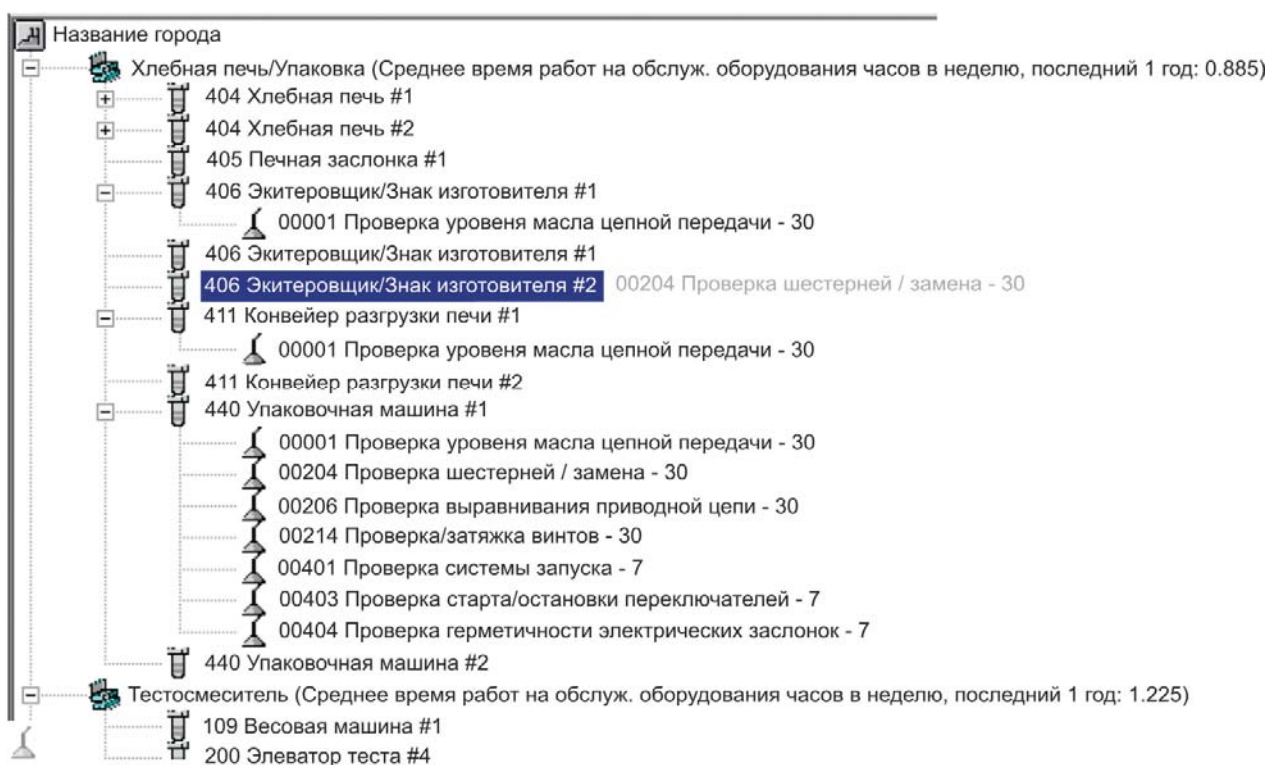 Название города
Хлебная печь/Упаковка (Среднее время работ на обслуж. оборудования часов в неделю, последний 1 год: 0.885)
404 Хлебная печь #1
404 Хлебная печь #2
405 Печная заслонка #1
406 Экитеровщик/Знак изготовителя #1
00001 Проверка уровеня масла цепной передачи - 30
406 Экитеровщик/Знак изготовителя #1
406 Экитеровщик/Знак изготовителя #2 00204 Проверка шестерней / замена - 30
411 Конвейер разгрузки печи #1
00001 Проверка уровеня масла цепной передачи - 30
411 Конвейер разгрузки печи #2
440 Упаковочная машина #1
00001 Проверка уровеня масла цепной передачи - 30
00204 Проверка шестерней / замена - 30
00206 Проверка выравнивания приводной цепи - 30
00214 Проверка/затяжка винтов - 30
00401 Проверка системы запуска - 7
00403 Проверка старта/остановки переключателей - 7
00404 Проверка герметичности электрических заслонок - 7
440 Упаковочная машина #2
Тестосмеситель (Среднее время работ на обслуж. оборудования часов в неделю, последний 1 год: 1.225)
109 Весовая машина #1
200 Элеватор теста #4